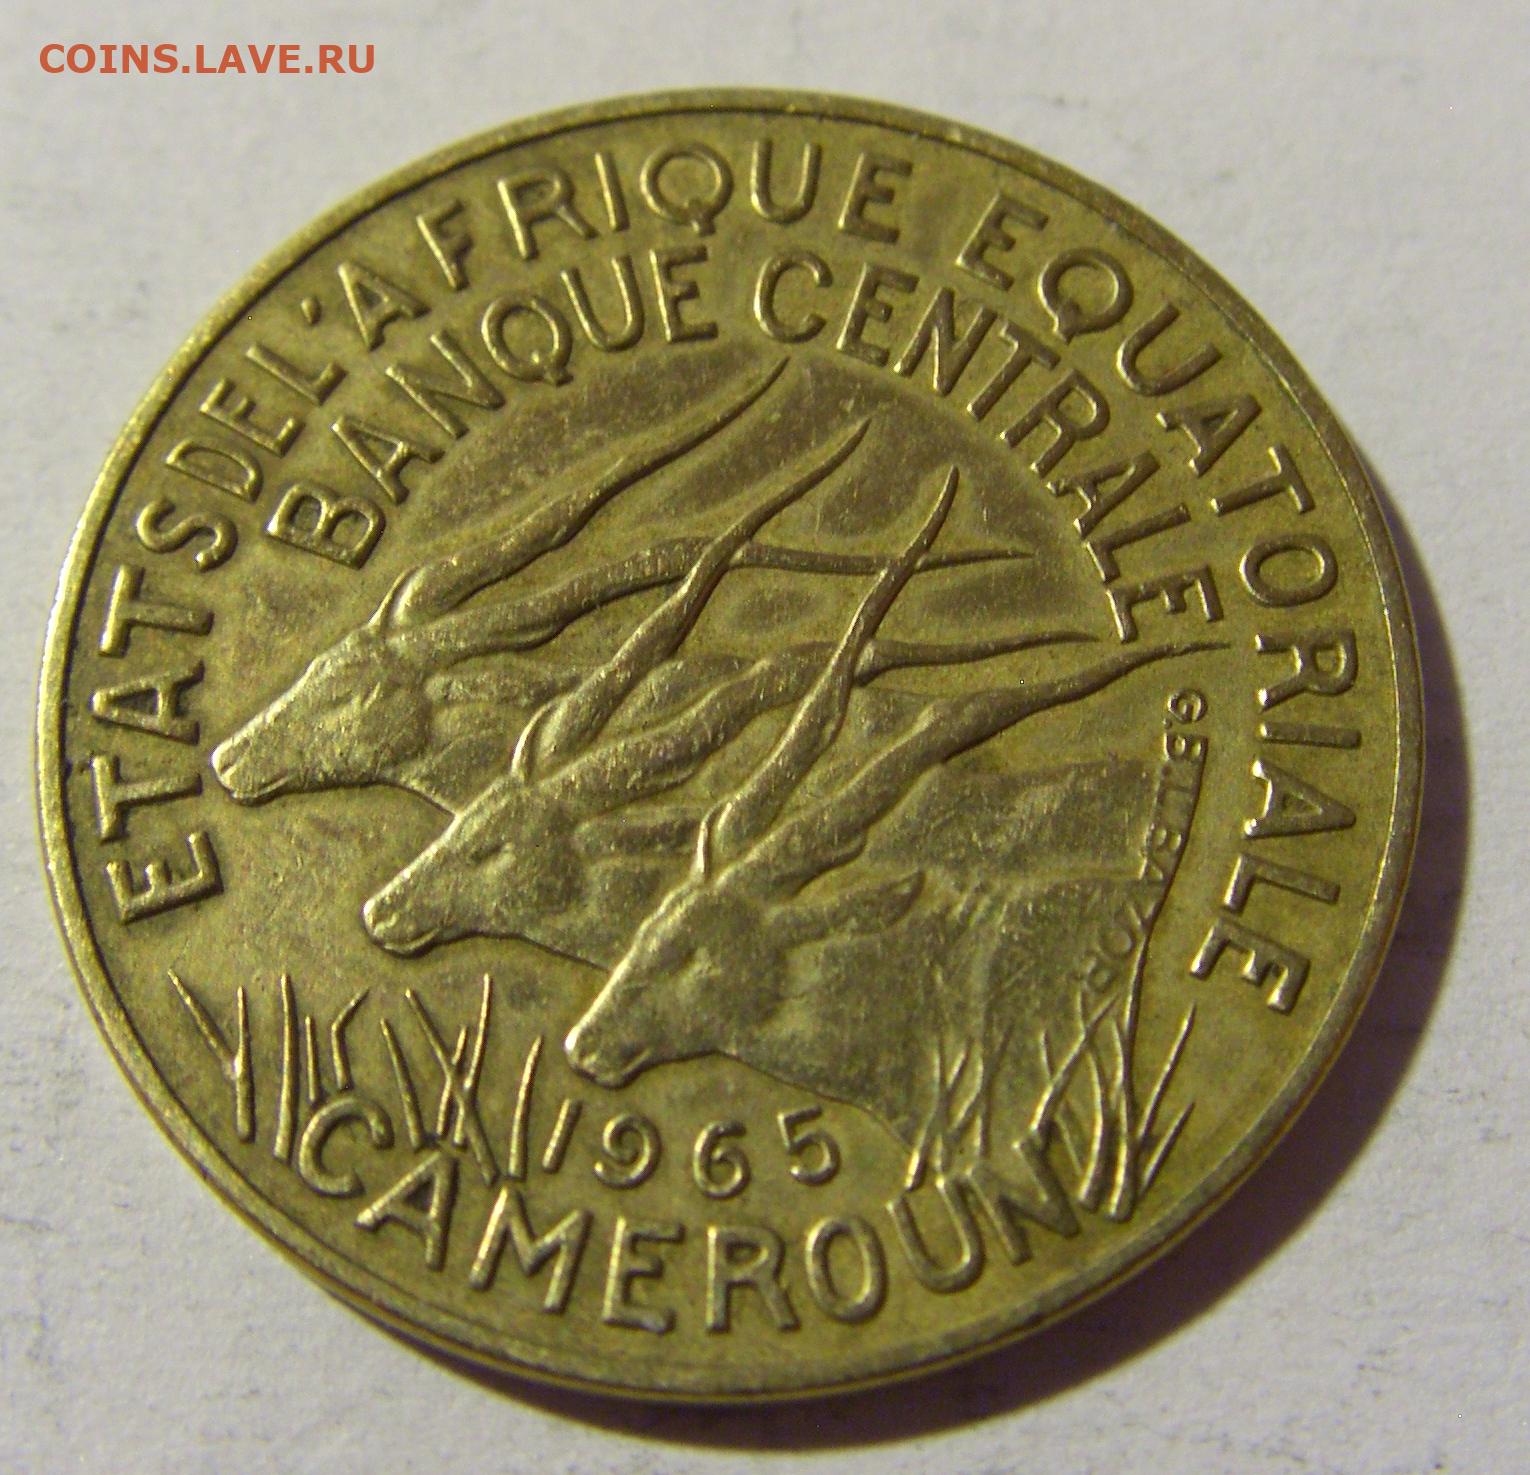 COINS.LAVE.RU
ETATS DE L'AFRIQUE EQUATORIALE
BANQUE CENTRALE
G.B.L.BAZOR
1965
CAMEROUN